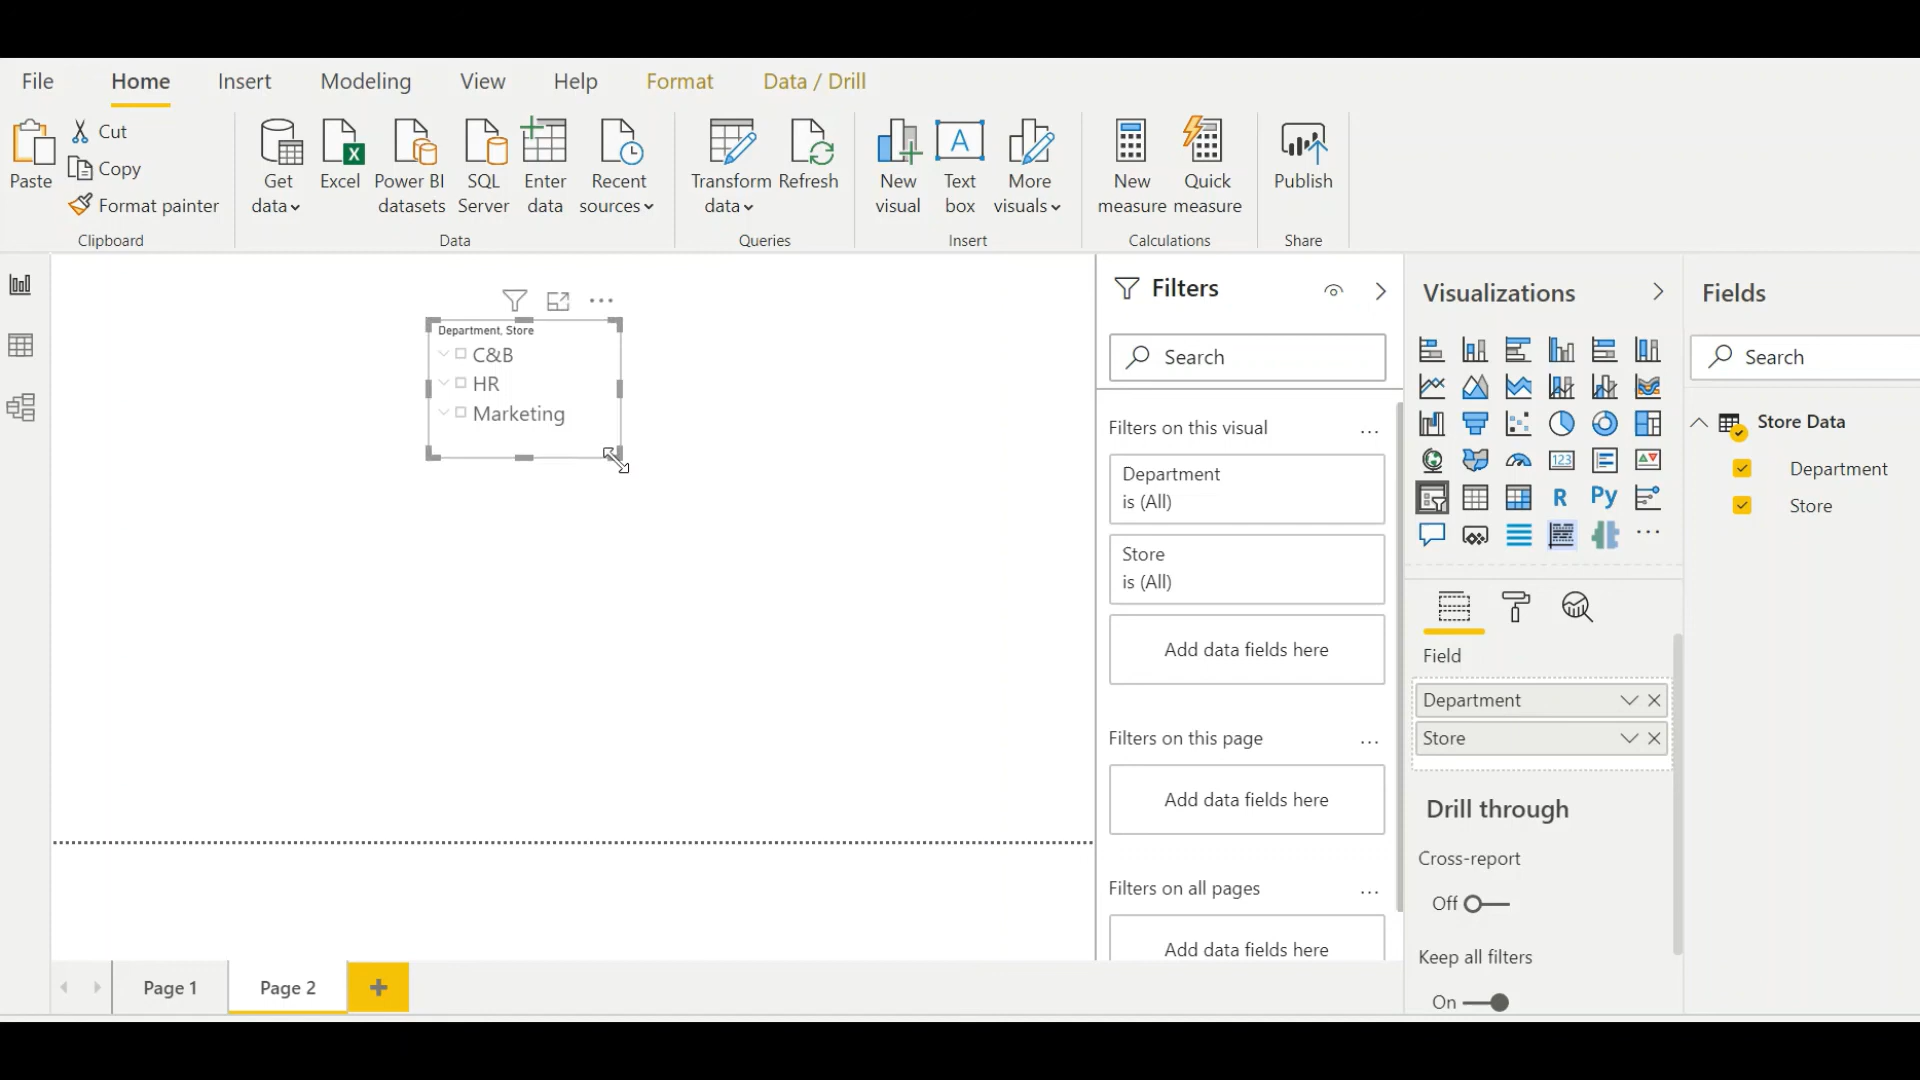 File Home Insert Modeling View Help Format Data / Drill
Paste
Cut
Copy
Format painter
Clipboard
Get data
Excel
Power BI datasets
SQL Server
Enter data
Recent sources
Data
Transform data
Refresh
Queries
New visual
A
Text box
More visuals
Insert
New measure
Quick measure
Calculations
Publish
Share
Department, Store
C&B
HR
Marketing
Filters
Search
Filters on this visual ...
Department
is (All)
Store
is (All)
Add data fields here
Filters on this page ...
Add data fields here
Filters on all pages ...
Add data fields here
Visualizations
123
R
Py
Field
Department
Store
Drill through
Cross-report
Off
Keep all filters
On
Fields
Search
Store Data
Department
Store
Page 1
Page 2
+